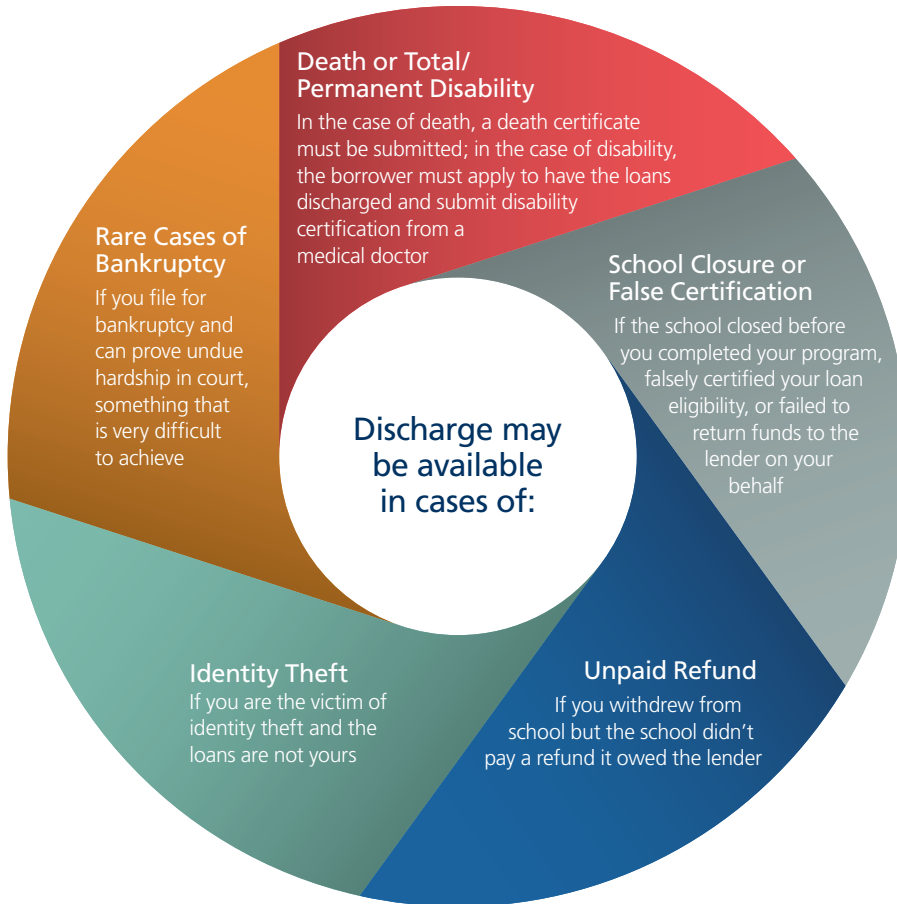 Death or Total/
Permanent Disability
In the case of death, a death certificate
must be submitted; in the case of disability,
the borrower must apply to have the loans
discharged and submit disability
certification from a
medical doctor
School Closure or
False Certification
If the school closed before
you completed your program,
falsely certified your loan
eligibility, or failed to
return funds to the
lender on your
behalf
Unpaid Refund
If you withdrew from
school but the school didn’t
pay a refund it owed the lender
Identity Theft
If you are the victim of
identity theft and the
loans are not yours
Rare Cases of
Bankruptcy
If you file for
bankruptcy and
can prove undue
hardship in court,
something that
is very difficult
to achieve
Discharge may
be available
in cases of: